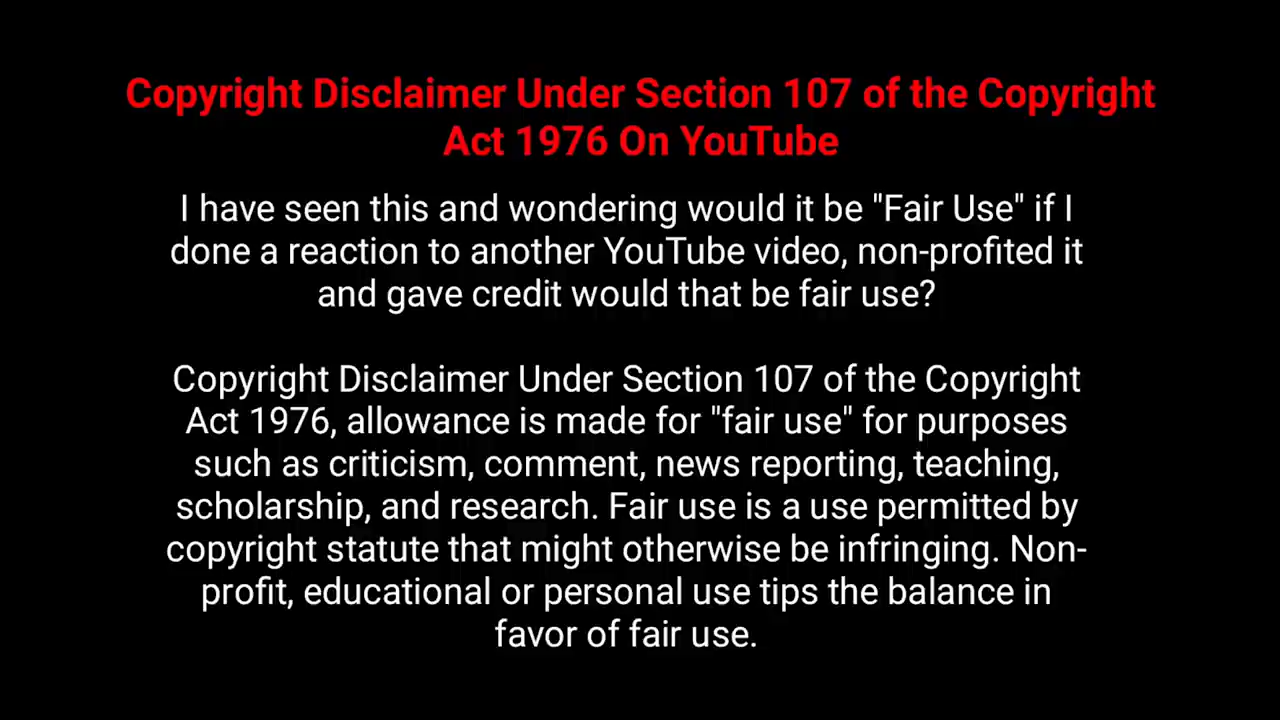 Copyright Disclaimer Under Section 107 of the Copyright
Act 1976 On YouTube
I have seen this and wondering would it be "Fair Use" if I
done a reaction to another YouTube video, non-profited it
and gave credit would that be fair use?
Copyright Disclaimer Under Section 107 of the Copyright
Act 1976, allowance is made for "fair use" for purposes
such as criticism, comment, news reporting, teaching,
scholarship, and research. Fair use is a use permitted by
copyright statute that might otherwise be infringing. Non-
profit, educational or personal use tips the balance in
favor of fair use.